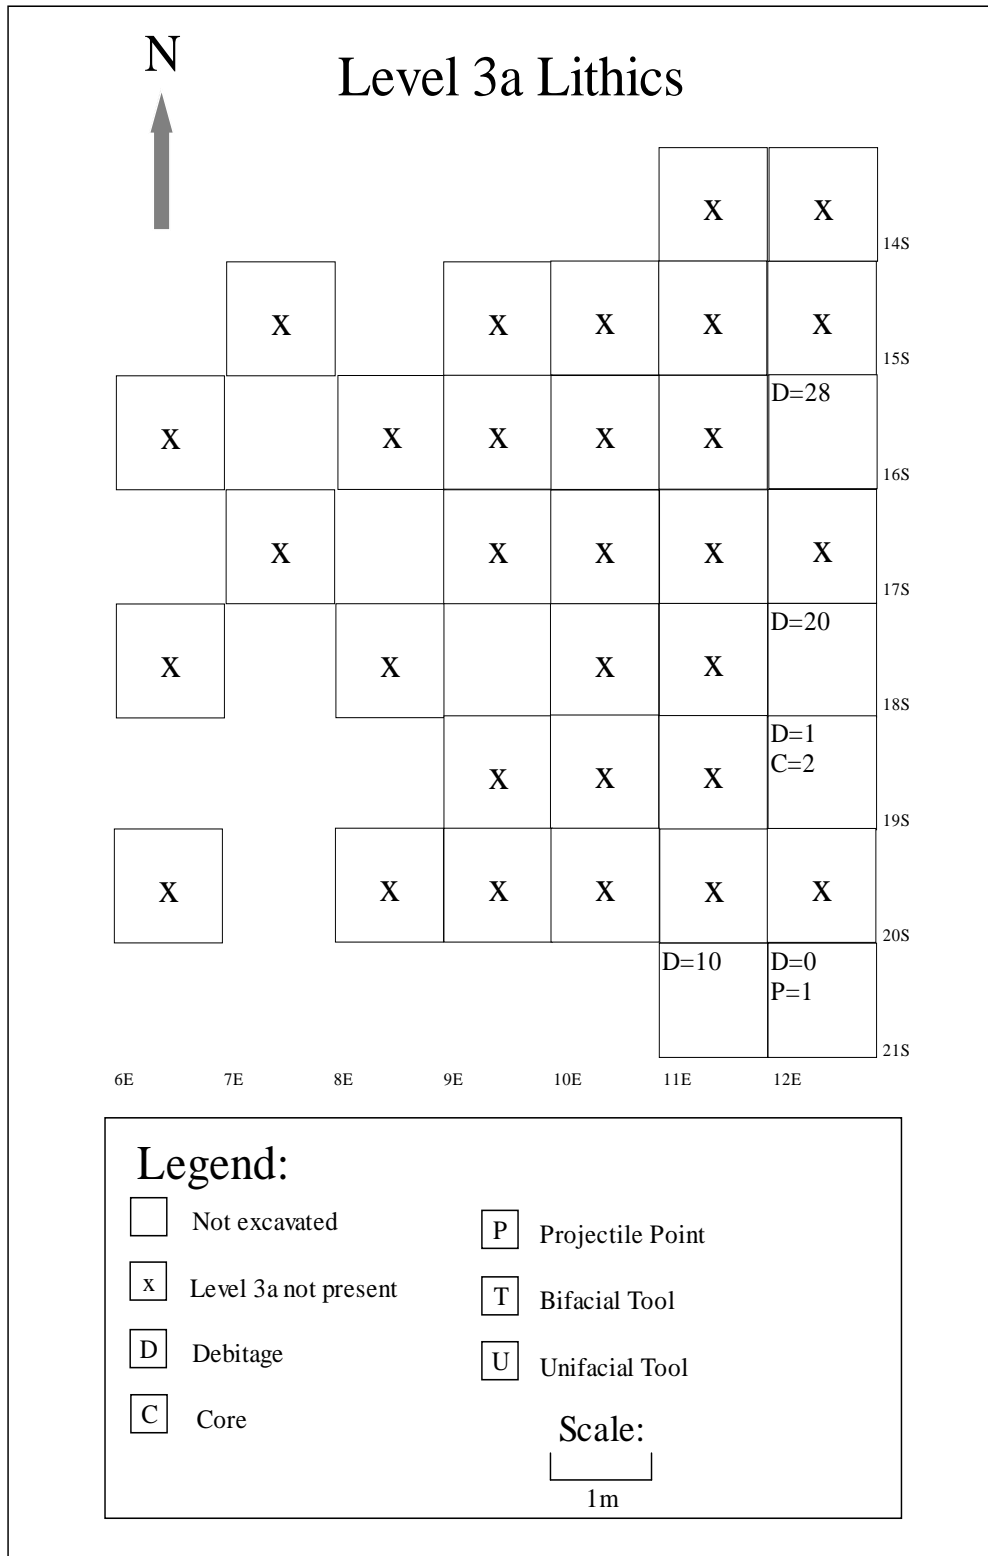 N
Level 3a Lithics
x x
14S
x x x x x
15S
D=28
x x x x x
16S
x x x x x
17S
D=20
x x x x
18S
D=1
C=2
x x x
19S
x x x x x x
20S
D=10 D=0
P=1
21S
6E 7E 8E 9E 10E 11E 12E
Legend:
Not excavated
x Level 3a not present
D Debitage
C Core
P Projectile Point
T Bifacial Tool
U Unifacial Tool
Scale:
1m